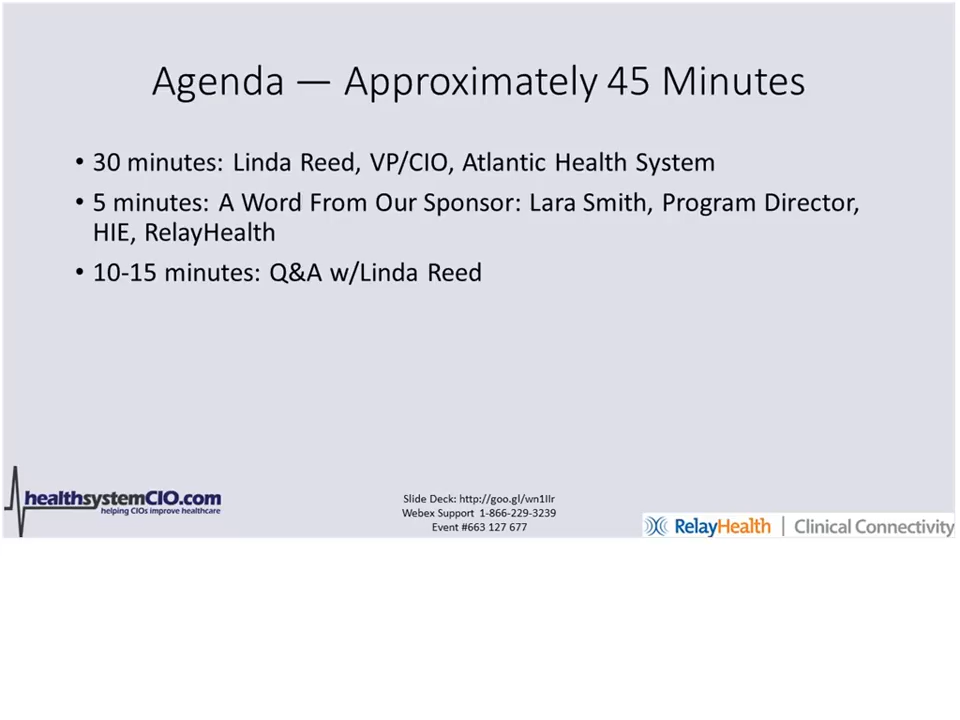 Agenda — Approximately 45 Minutes
• 30 minutes: Linda Reed, VP/CIO, Atlantic Health System
• 5 minutes: A Word From Our Sponsor: Lara Smith, Program Director,
HIE, RelayHealth
• 10-15 minutes: Q&A w/Linda Reed
healthsystemCIO.com
helping CIOs improve healthcare
Slide Deck: http://goo.gl/wn1IIr
Webex Support 1-866-229-3239
Event #663 127 677
RelayHealth | Clinical Connectivity